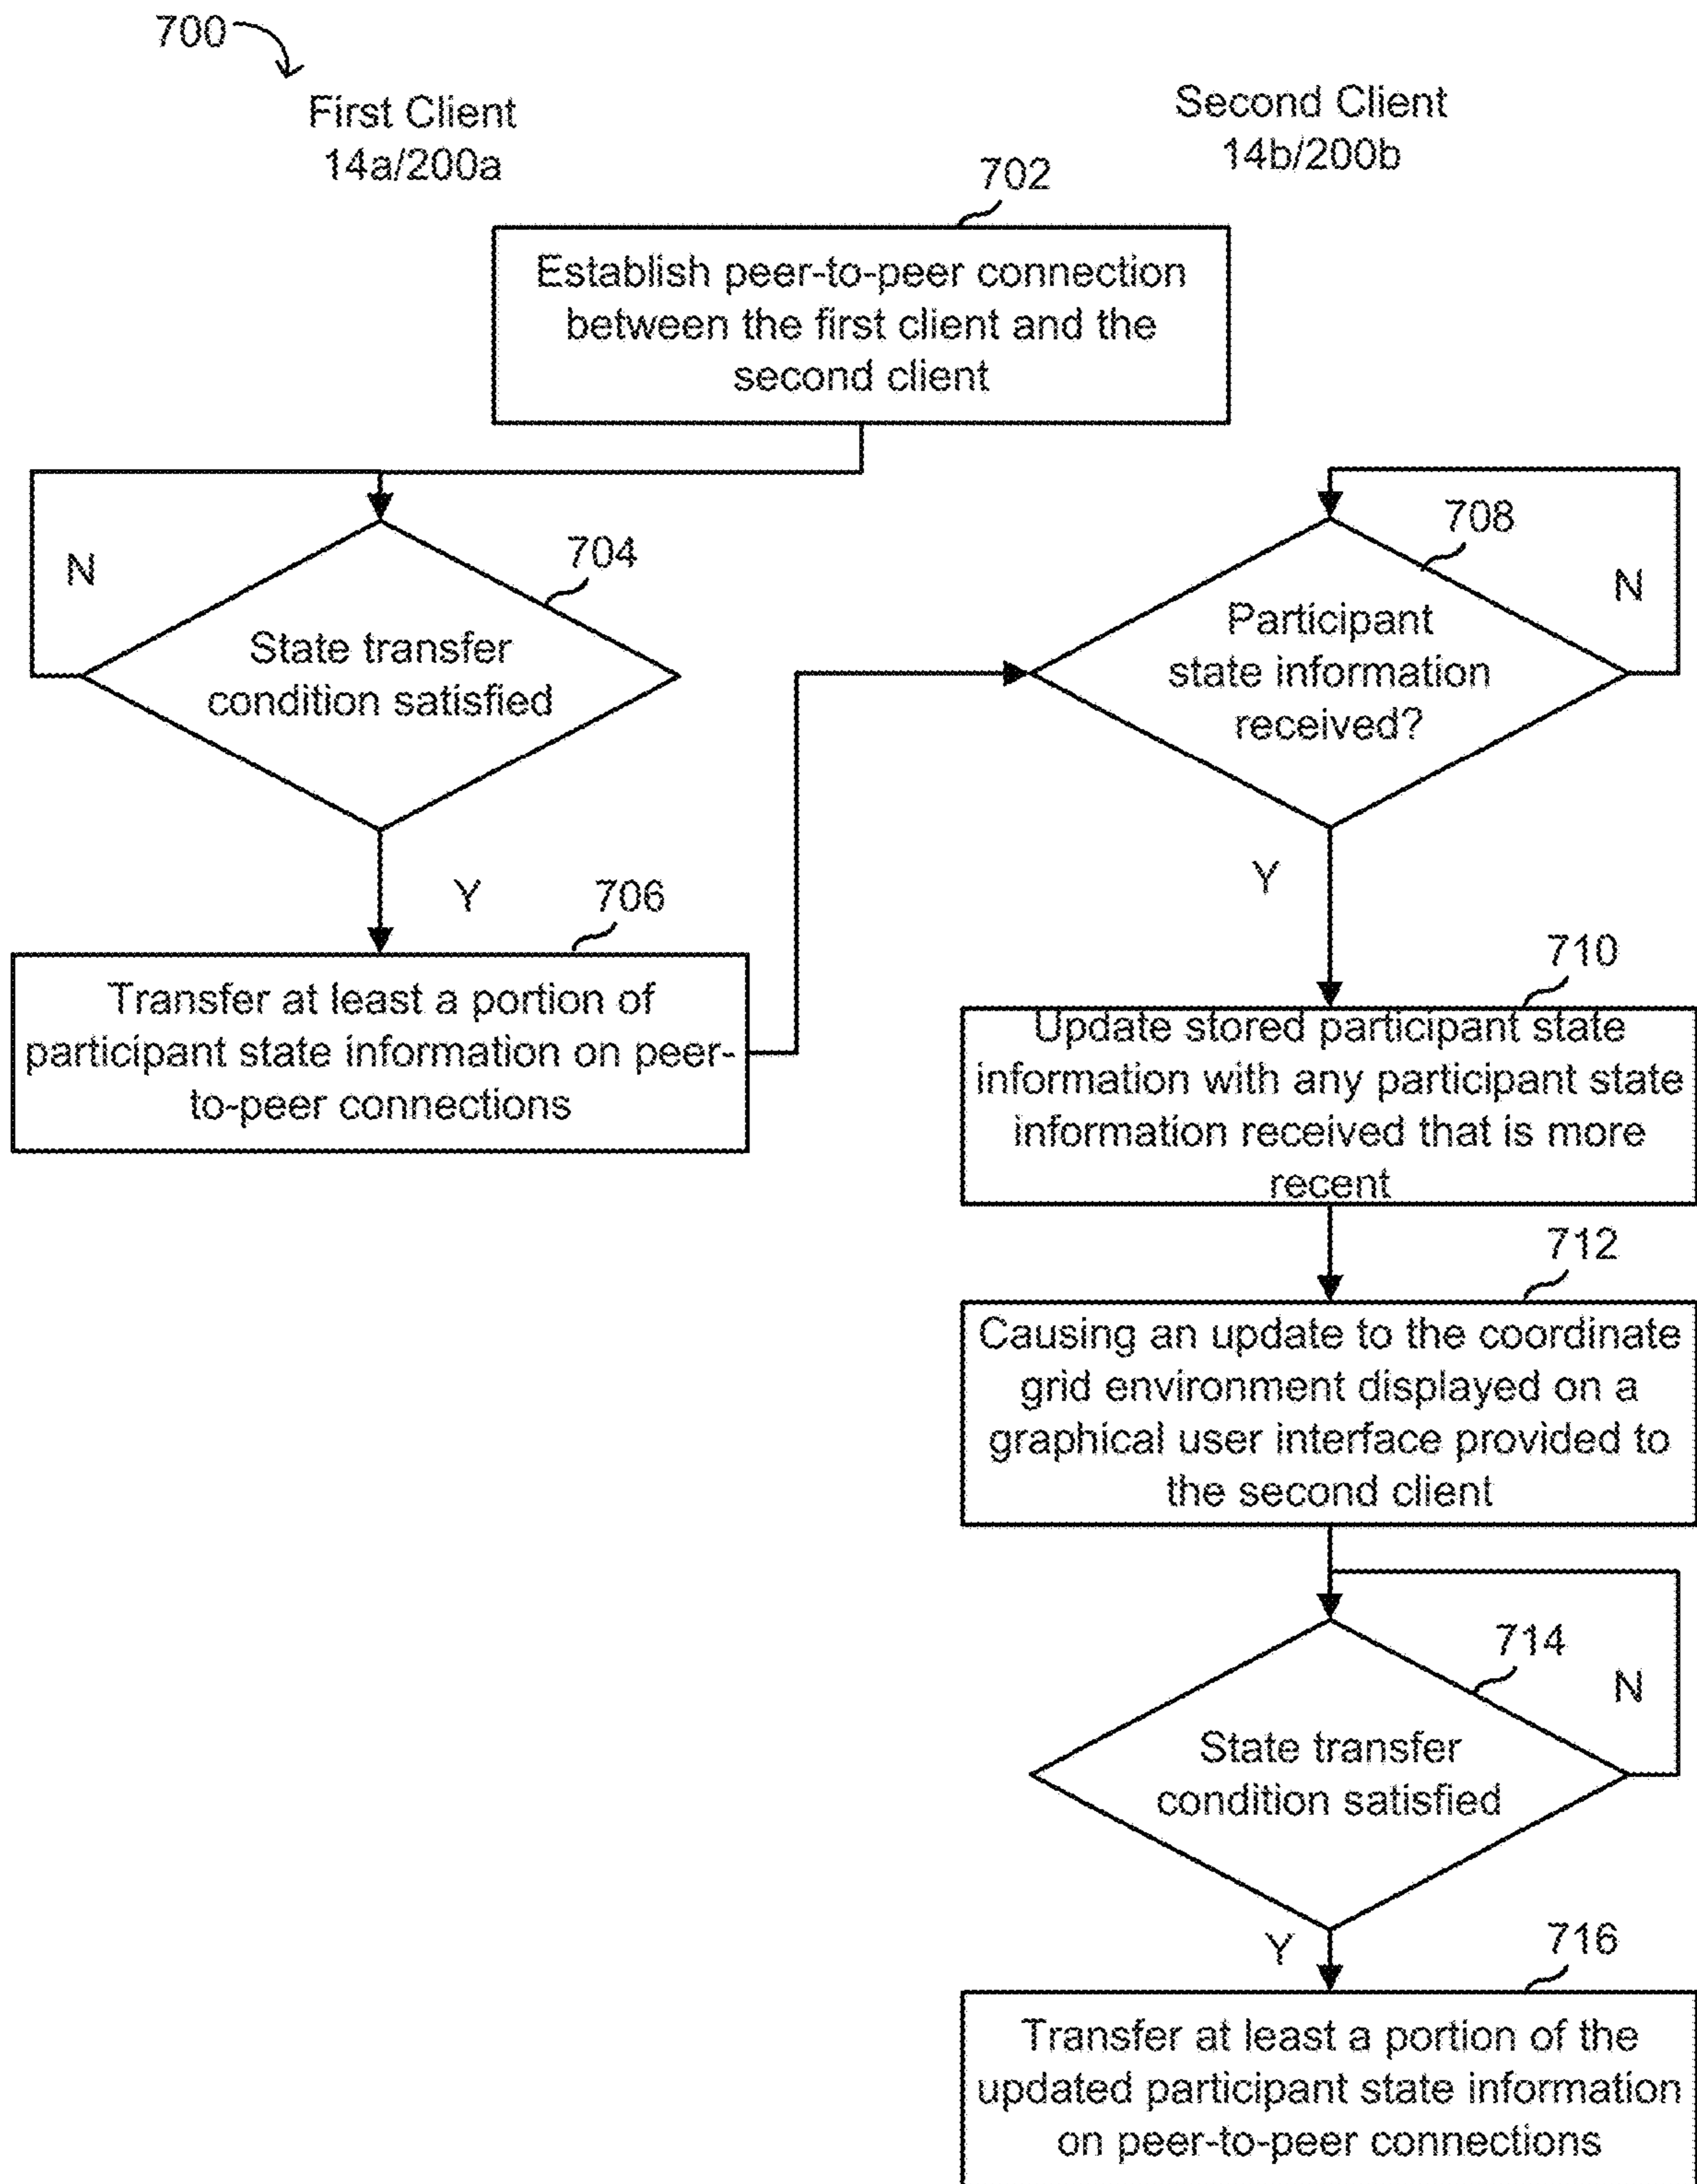 700
First Client
14a/200a
Second Client
14b/200b
702
Establish peer-to-peer connection
between the first client and the
second client
N
704
State transfer
condition satisfied
Y
706
Transfer at least a portion of
participant state information on peer-
to-peer connections
708
N
Participant
state information
received?
Y
710
Update stored participant state
information with any participant state
information received that is more
recent
712
Causing an update to the coordinate
grid environment displayed on a
graphical user interface provided to
the second client
714
N
State transfer
condition satisfied
Y
716
Transfer at least a portion of the
updated participant state information
on peer-to-peer connections